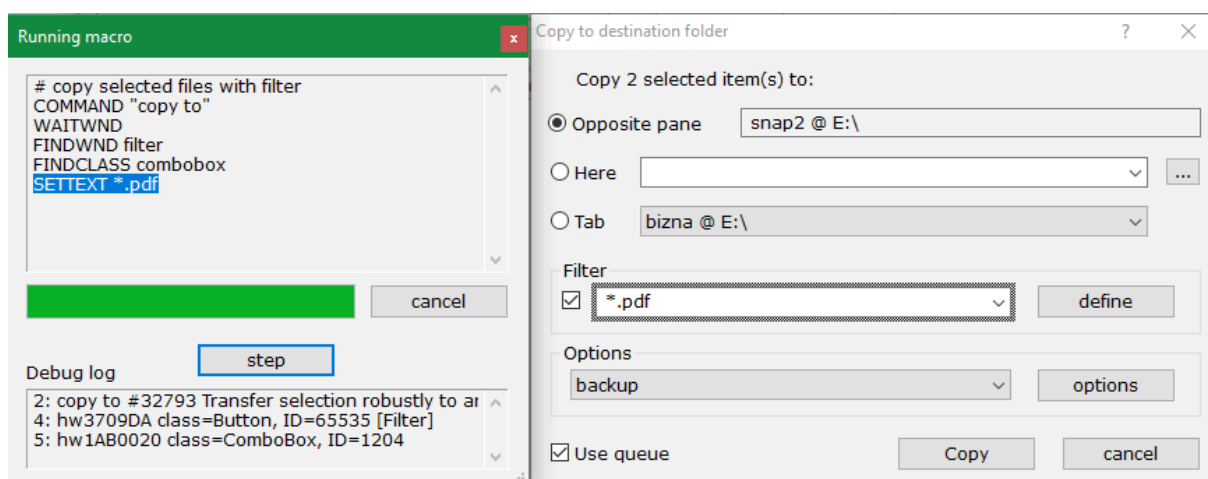 Running macro
x
# copy selected files with filter
COMMAND "copy to"
WAITWND
FINDWND filter
FINDCLASS combobox
SETTEXT *.pdf
cancel
step
Debug log
2: copy to #32793 Transfer selection robustly to
4: hw3709DA class=Button, ID=65535 [Filter]
5: hw1AB0020 class=ComboBox, ID=1204
Copy to destination folder
?
Copy 2 selected item(s) to:
Opposite pane
snap2 @ E:\
Here
...
Tab
bizna @ E:\
Filter
*.pdf
define
Options
backup
options
Use queue
Copy
cancel